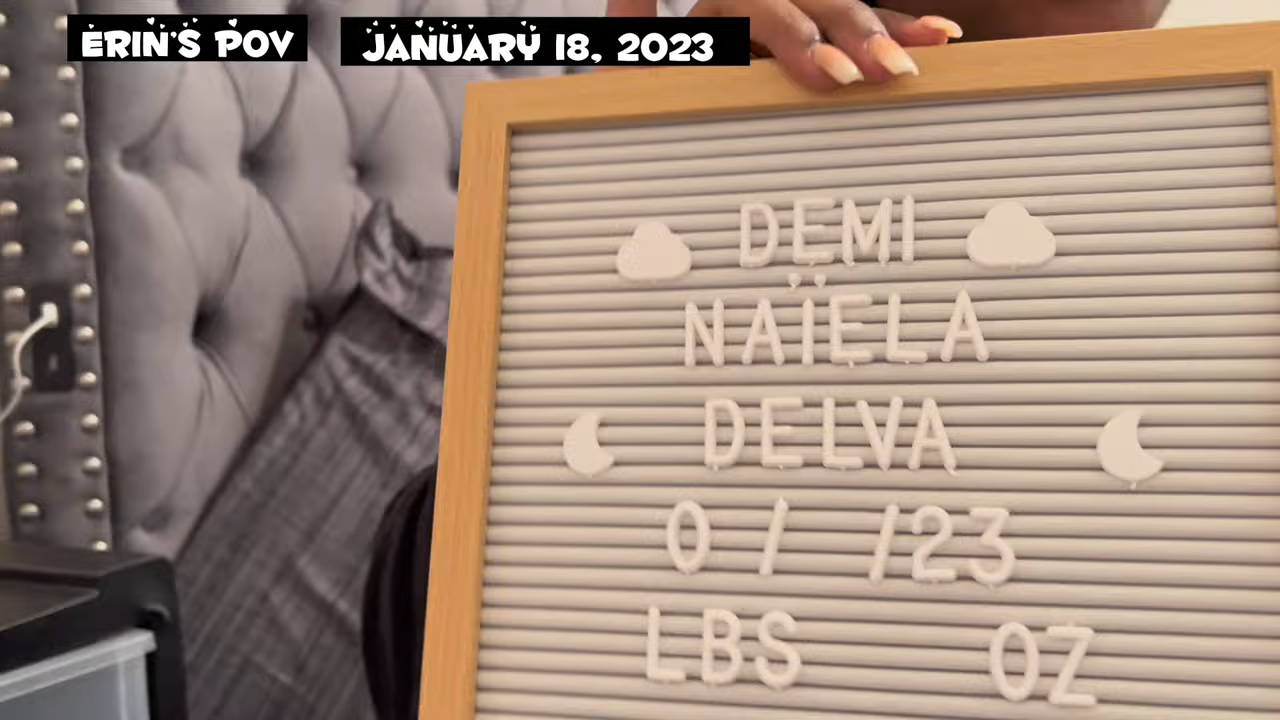 ERIN'S POV
JANUARY 18, 2023
DEMI
NAÏELA
DELVA
0 /   /23
LBS   OZ